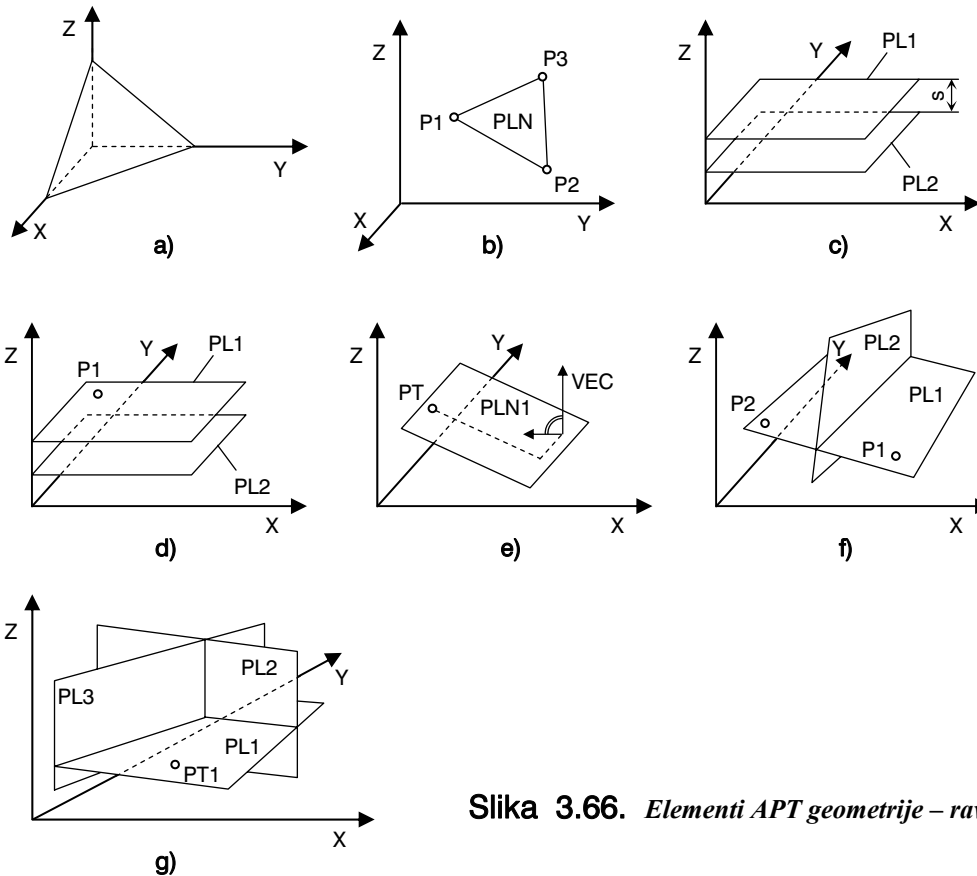 Z
Y
X
a)
Z
P3
P1
PLN
P2
X
Y
b)
Z
Y
PL1
s
PL2
X
c)
Z
Y
PL1
P1
PL2
X
d)
Z
Y
VEC
PT
PLN1
X
e)
Z
Y
PL2
PL1
P2
P1
X
f)
Z
PL2
Y
PL3
PL1
PT1
X
g)
Slika 3.66. Elementi APT geometrije –